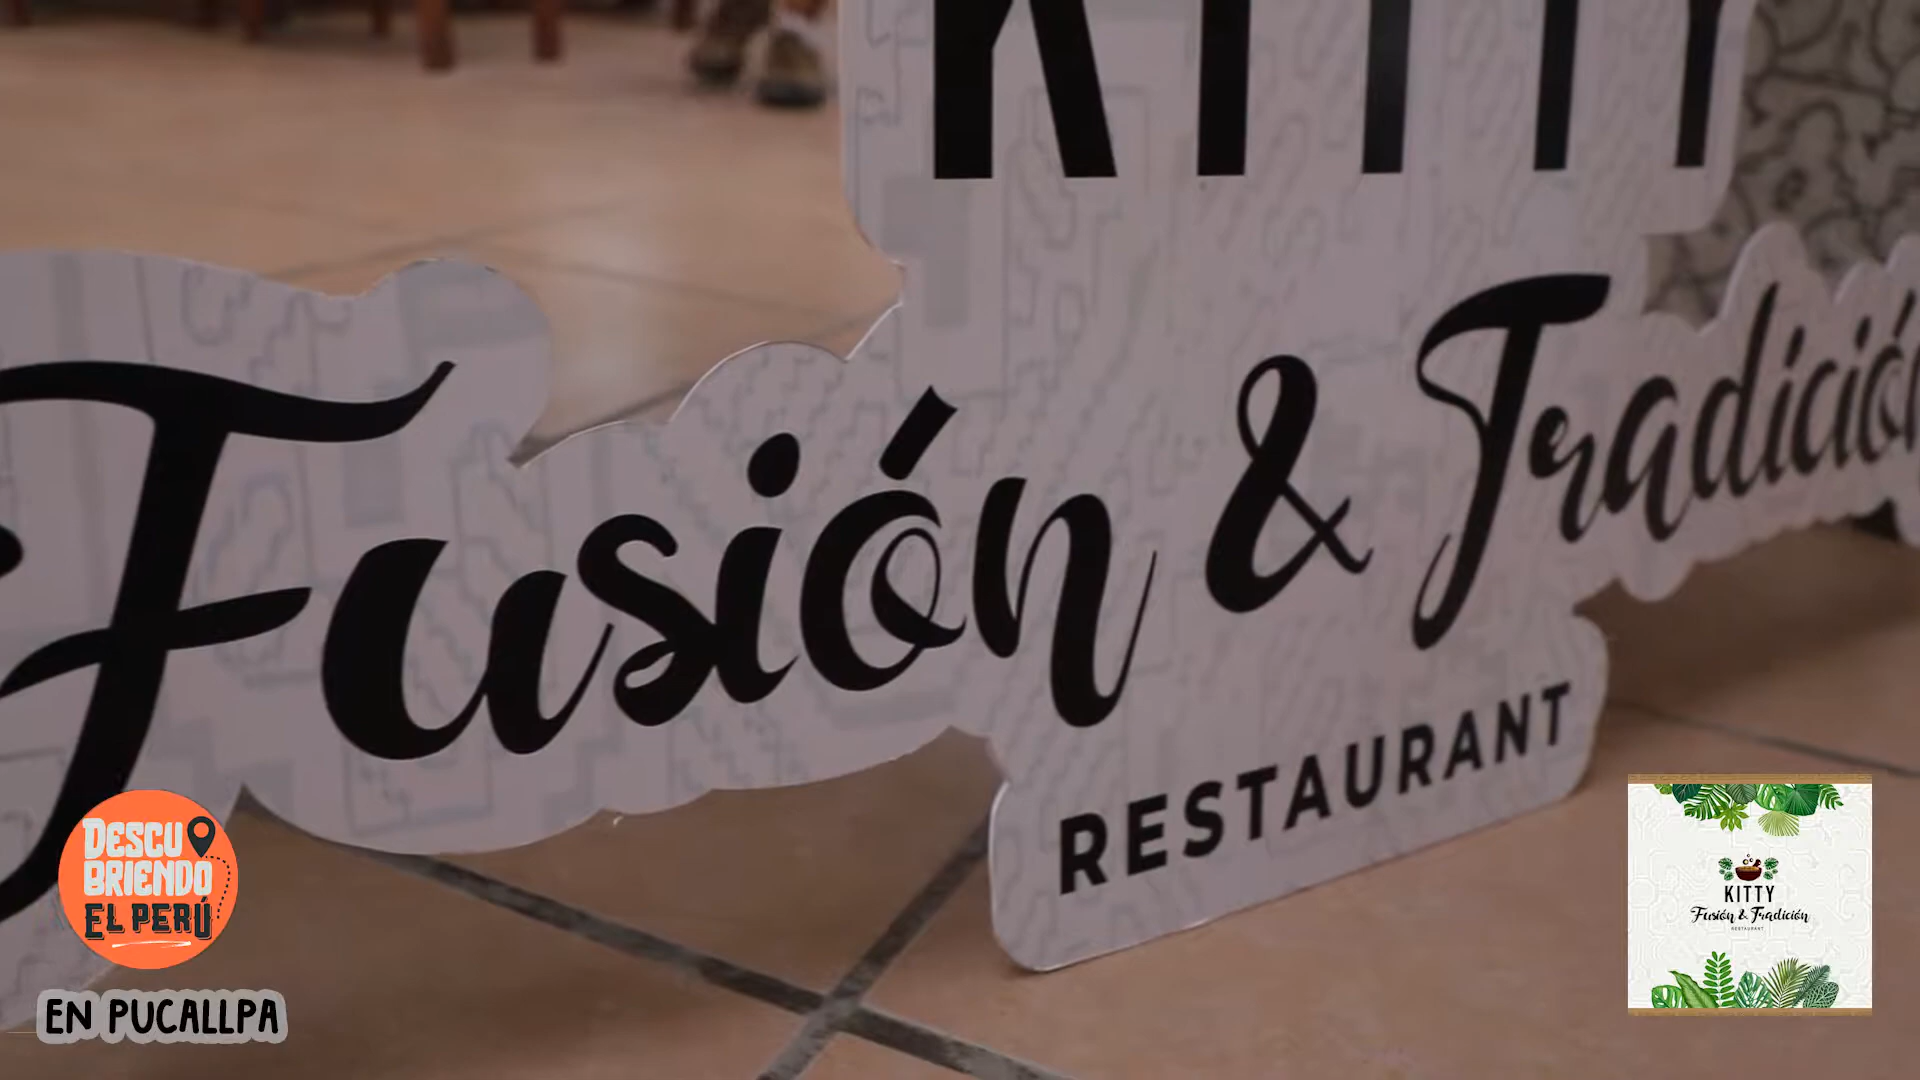 KITTY
Fusión & Tradición
RESTAURANT
DESCU
BRIENDO
EL PERÚ
EN PUCALLPA
KITTY
Fusión & Tradición
RESTAURANT